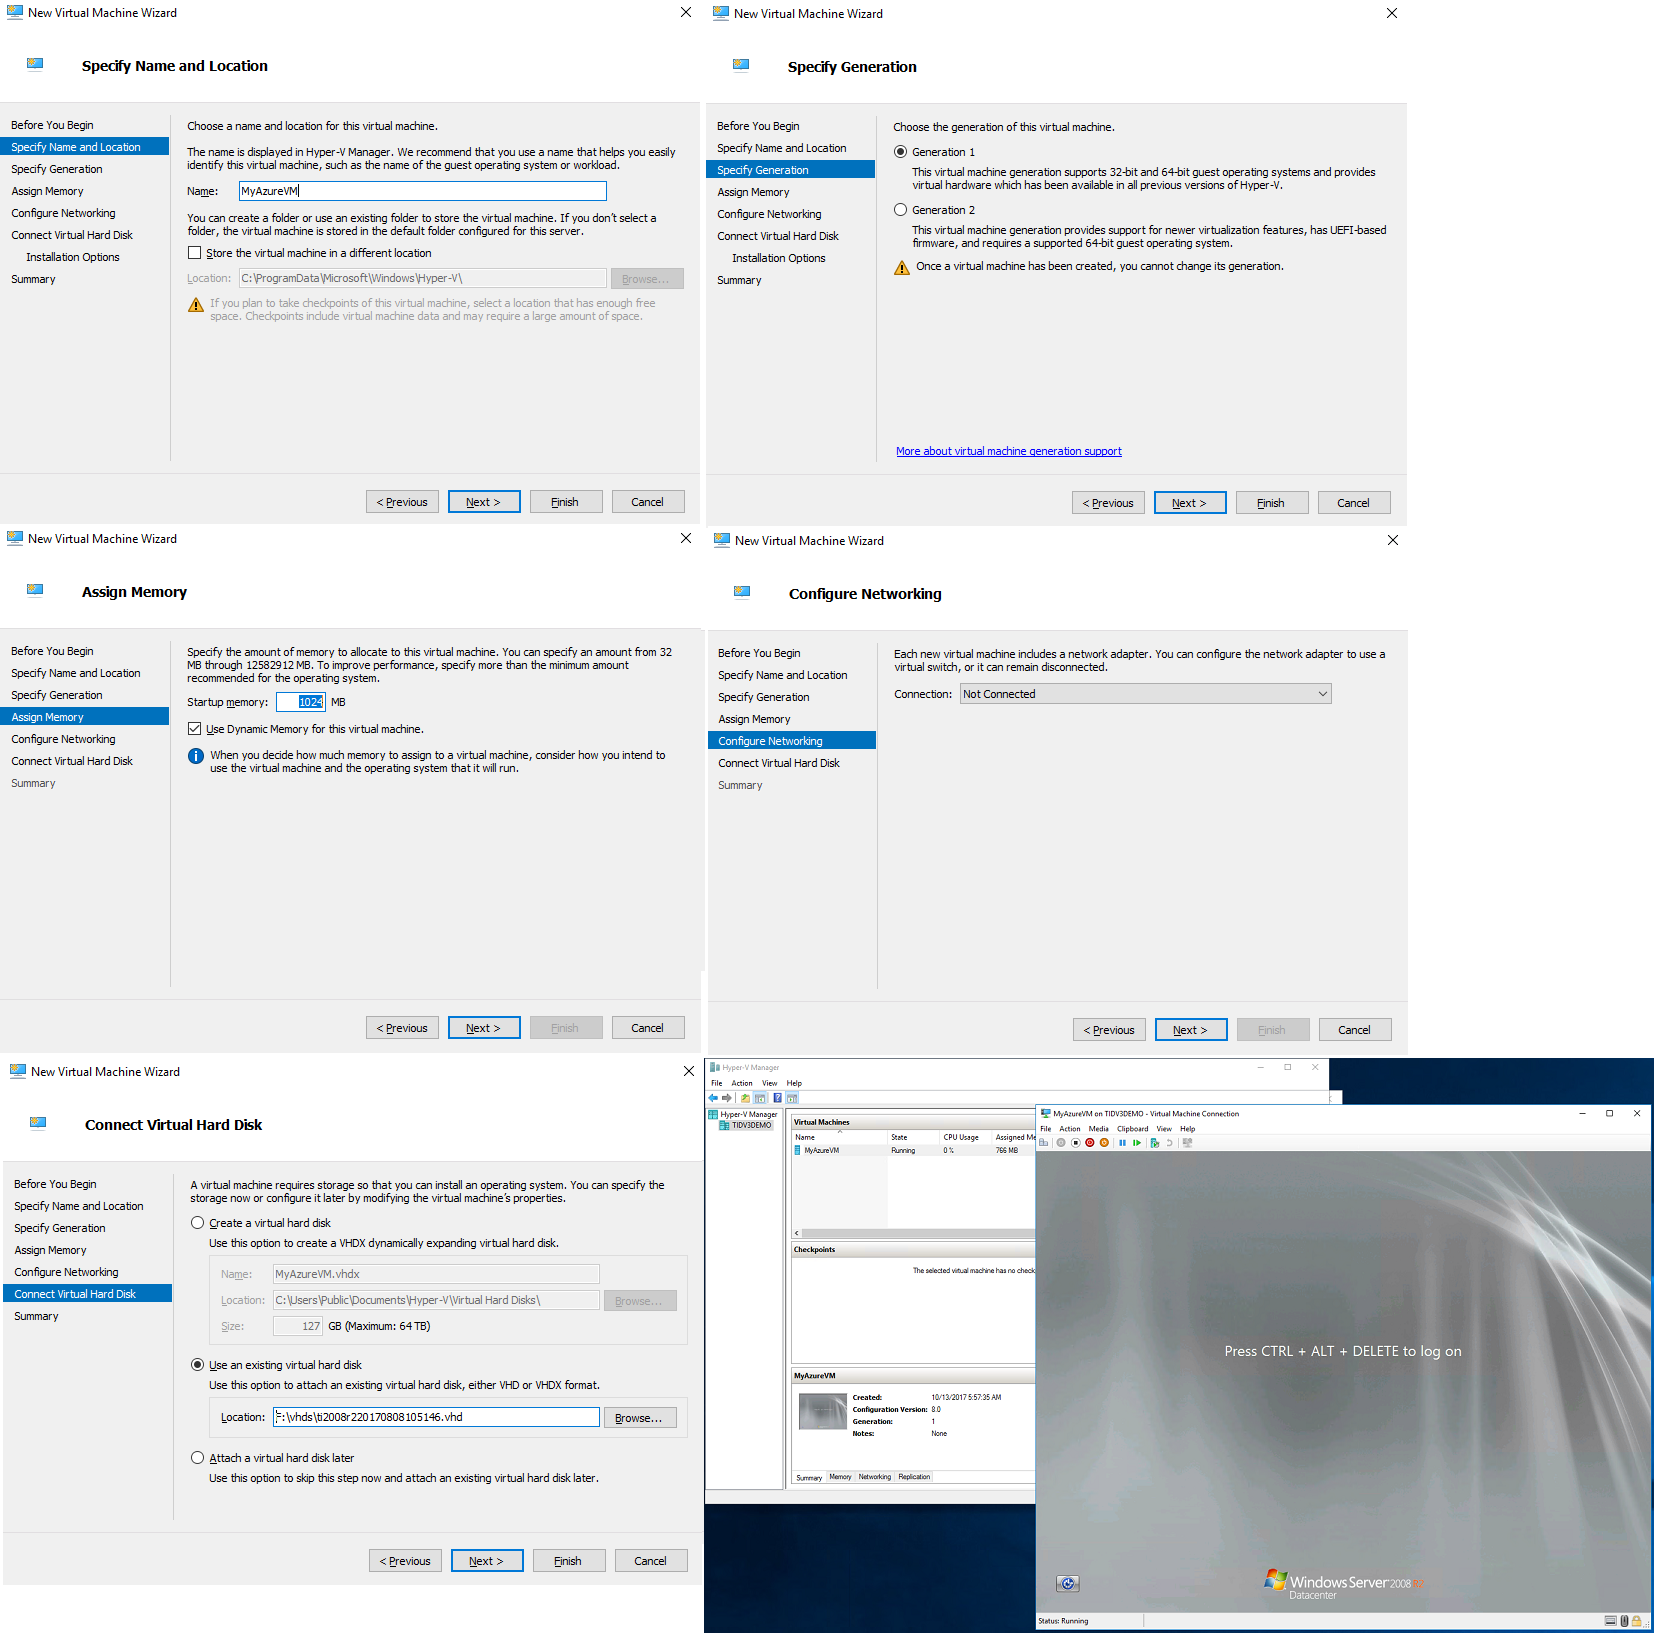 New Virtual Machine Wizard
Specify Name and Location
Before You Begin
Specify Name and Location
Specify Generation
Assign Memory
Configure Networking
Connect Virtual Hard Disk
Installation Options
Summary
Choose a name and location for this virtual machine.
The name is displayed in Hyper-V Manager. We recommend that you use a name that helps you easily
identify this virtual machine, such as the name of the guest operating system or workload.
Name: MyAzureVM
You can create a folder or use an existing folder to store the virtual machine. If you don't select a
folder, the virtual machine is stored in the default folder configured for this server.
Store the virtual machine in a different location
Location: C:\ProgramData\Microsoft\Windows\Hyper-V\ Browse...
If you plan to take checkpoints of this virtual machine, select a location that has enough free
space. Checkpoints include virtual machine data and may require a large amount of space.
< Previous Next > Finish Cancel
New Virtual Machine Wizard
Specify Generation
Before You Begin
Specify Name and Location
Specify Generation
Assign Memory
Configure Networking
Connect Virtual Hard Disk
Installation Options
Summary
Choose the generation of this virtual machine.
Generation 1
This virtual machine generation supports 32-bit and 64-bit guest operating systems and provides
virtual hardware which has been available in all previous versions of Hyper-V.
Generation 2
This virtual machine generation provides support for newer virtualization features, has UEFI-based
firmware, and requires a supported 64-bit guest operating system.
Once a virtual machine has been created, you cannot change its generation.
More about virtual machine generation support
< Previous Next > Finish Cancel
New Virtual Machine Wizard
Assign Memory
Before You Begin
Specify Name and Location
Specify Generation
Assign Memory
Configure Networking
Connect Virtual Hard Disk
Summary
Specify the amount of memory to allocate to this virtual machine. You can specify an amount from 32
MB through 12582912 MB. To improve performance, specify more than the minimum amount
recommended for the operating system.
Startup memory: 1024 MB
Use Dynamic Memory for this virtual machine.
When you decide how much memory to assign to a virtual machine, consider how you intend to
use the virtual machine and the operating system that it will run.
< Previous Next > Finish Cancel
New Virtual Machine Wizard
Configure Networking
Before You Begin
Specify Name and Location
Specify Generation
Assign Memory
Configure Networking
Connect Virtual Hard Disk
Summary
Each new virtual machine includes a network adapter. You can configure the network adapter to use a
virtual switch, or it can remain disconnected.
Connection: Not Connected
< Previous Next > Finish Cancel
New Virtual Machine Wizard
Connect Virtual Hard Disk
Before You Begin
Specify Name and Location
Specify Generation
Assign Memory
Configure Networking
Connect Virtual Hard Disk
Summary
A virtual machine requires storage so that you can install an operating system. You can specify the
storage now or configure it later by modifying the virtual machine's properties.
Create a virtual hard disk
Use this option to create a VHDX dynamically expanding virtual hard disk.
Name: MyAzureVM.vhdx
Location: C:\Users\Public\Documents\Hyper-V\Virtual Hard Disks\ Browse...
Size: 127 GB (Maximum: 64 TB)
Use an existing virtual hard disk
Use this option to attach an existing virtual hard disk, either VHD or VHDX format.
Location: F:\vhds\ti2008r220170808105146.vhd Browse...
Attach a virtual hard disk later
Use this option to skip this step now and attach an existing virtual hard disk later.
< Previous Next > Finish Cancel
Hyper-V Manager
File Action View Help
Hyper-V Manager
TIDV3DEMO
Virtual Machines
Name State CPU Usage Assigned Me
MyAzureVM Running 0 % 766 MB
Checkpoints
The selected virtual machine has no check
MyAzureVM
Created: 10/13/2017 5:57:35 AM
Configuration Version: 8.0
Generation: 1
Notes: None
Summary Memory Networking Replication
MyAzureVM on TIDV3DEMO - Virtual Machine Connection
File Action Media Clipboard View Help
Press CTRL + ALT + DELETE to log on
Windows Server 2008 R2
Datacenter
Status: Running